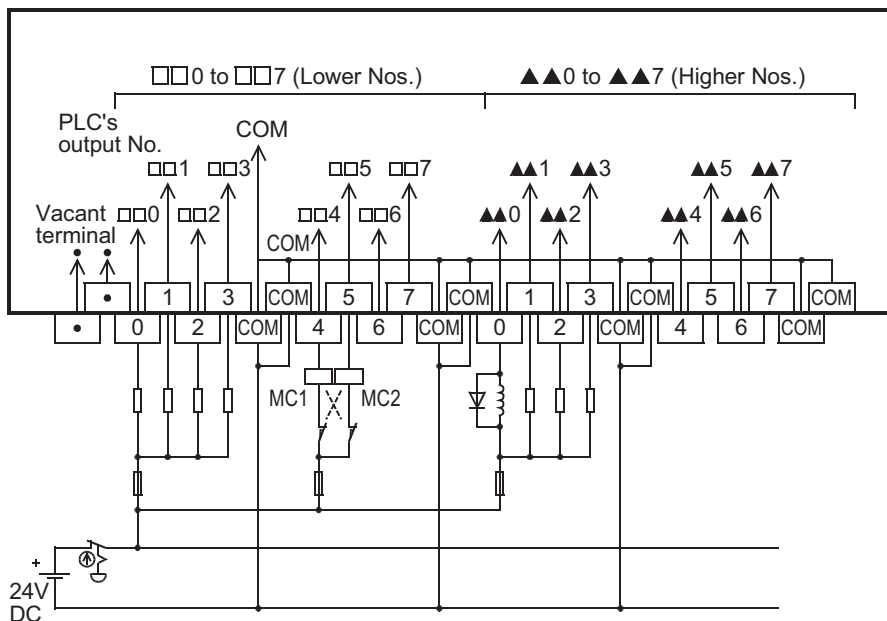 □□0 to □□7 (Lower Nos.) ▲▲0 to ▲▲7 (Higher Nos.)
PLC's
output No.
COM
□□1 □□3 □□5 □□7 ▲▲1 ▲▲3 ▲▲5 ▲▲7
Vacant
terminal
□□0 □□2 □□4 □□6 ▲▲0 ▲▲2 ▲▲4 ▲▲6
COM
• •
• 1 3 COM 5 7 COM 1 3 COM 5 7 COM
• 0 2 COM 4 6 COM 0 2 COM 4 6 COM
MC1 MC2
+
24V
DC